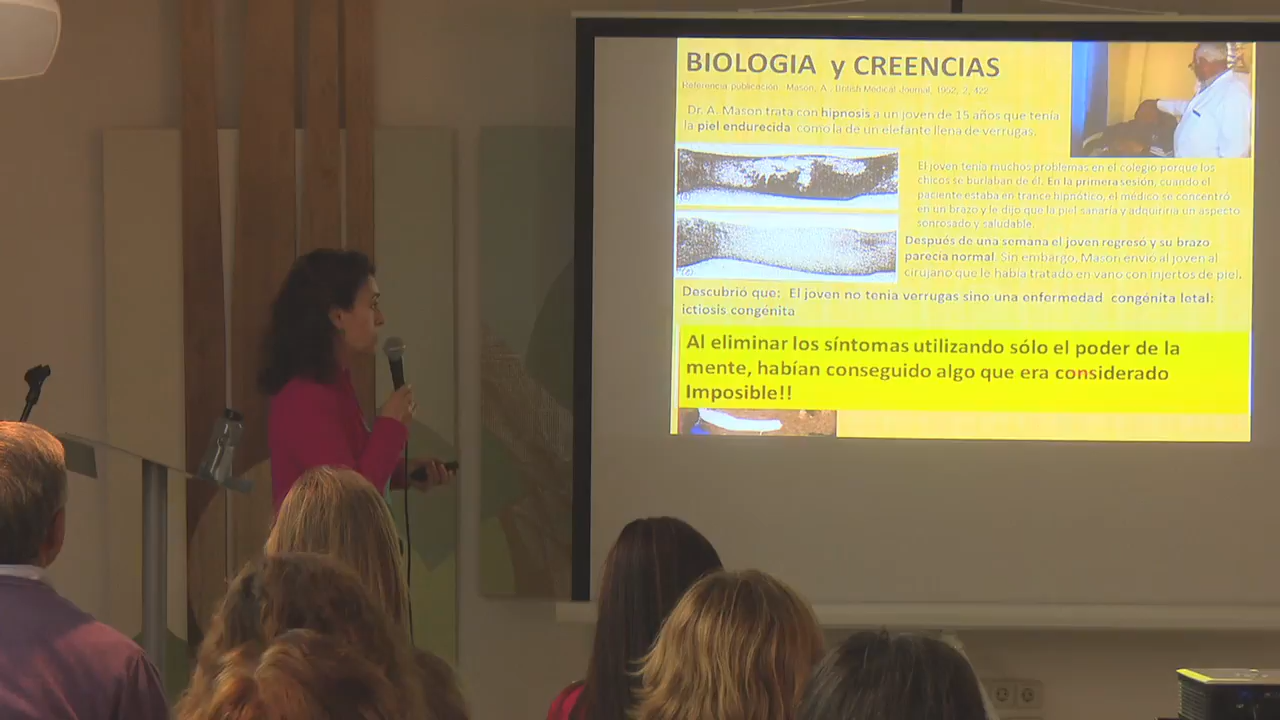 BIOLOGIA y CREENCIAS
Referencia publicación: Mason, A. British Medical Journal, 1952, 2, 422
Dr. A. Mason trata con hipnosis a un joven de 15 años que tenía
la piel endurecida como la de un elefante llena de verrugas.
El joven tenía muchos problemas en el colegio porque los
chicos se burlaban de él. En la primera sesión, cuando el
paciente estaba en trance hipnótico, el médico se concentró
en un brazo y le dijo que la piel sanaría y adquiriría un aspecto
sonrosado y saludable.
Después de una semana el joven regresó y su brazo
parecía normal. Sin embargo, Mason envió al joven al
cirujano que le había tratado en vano con injertos de piel.
Descubrió que: El joven no tenía verrugas sino una enfermedad congénita letal:
ictiosis congénita
Al eliminar los síntomas utilizando sólo el poder de la
mente, habían conseguido algo que era considerado
Imposible!!